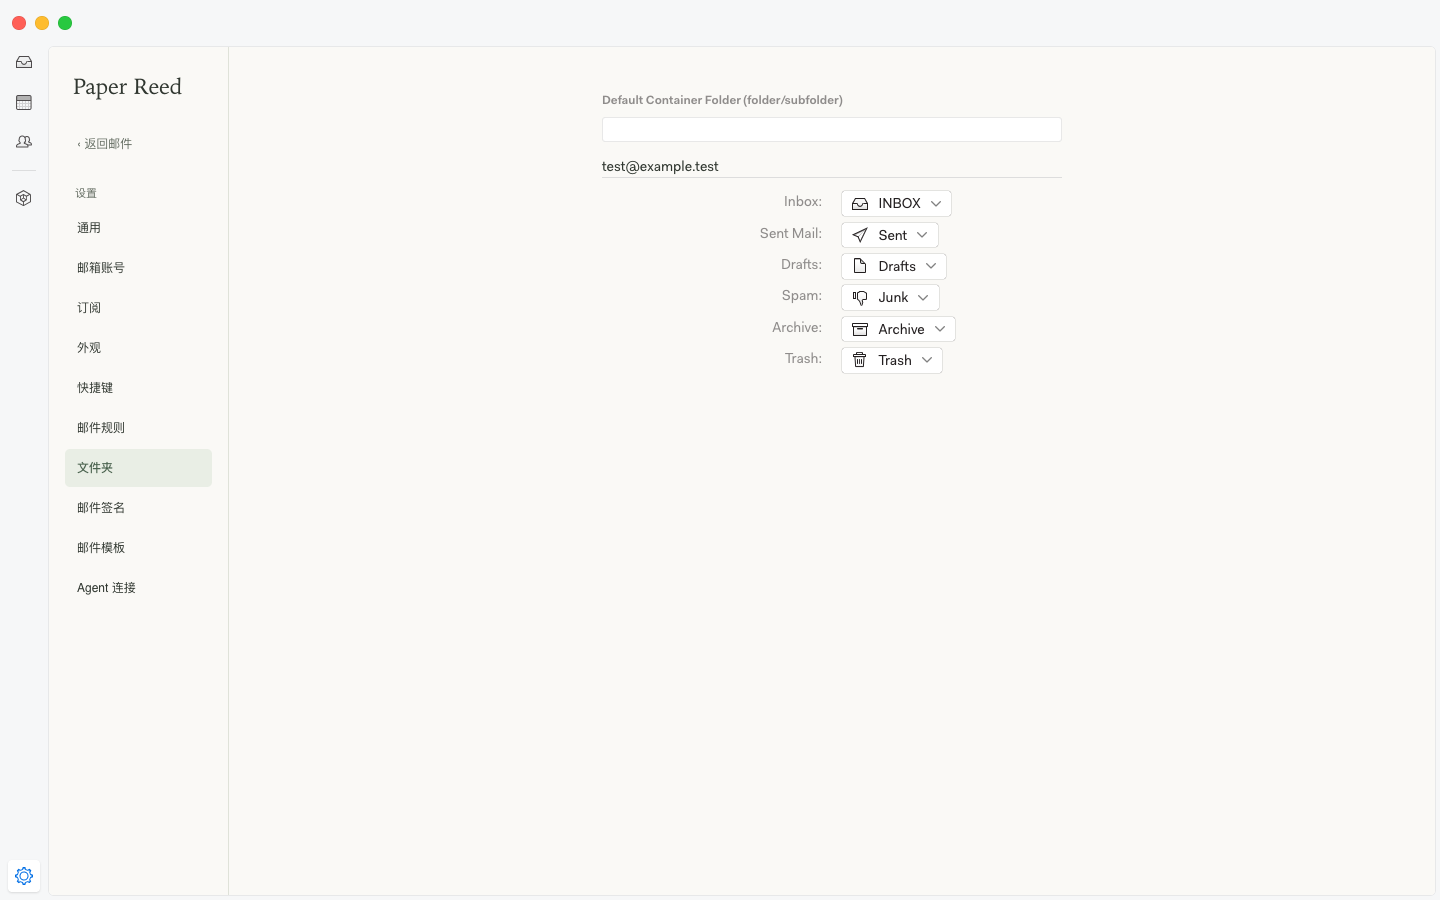 Paper Reed
‹ 返回邮件
设置
通用
邮箱账号
订阅
外观
快捷键
邮件规则
文件夹
邮件签名
邮件模板
Agent 连接
Default Container Folder (folder/subfolder)
test@example.test
Inbox: INBOX
Sent Mail: Sent
Drafts: Drafts
Spam: Junk
Archive: Archive
Trash: Trash